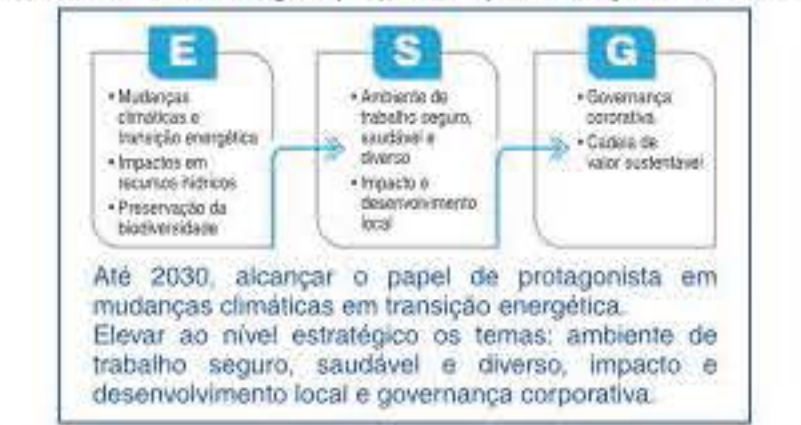 E
• Mudanças
climáticas e
transição energética
• Impactos em
recursos hídricos
• Preservação da
biodiversidade
S
• Ambiente de
trabalho seguro,
saudável e
diverso
• Impacto e
desenvolvimento
local
G
• Governança
cororativa
• Cadeia de
valor sustentável
Até 2030, alcançar o papel de protagonista em
mudanças climáticas em transição energética.
Elevar ao nível estratégico os temas: ambiente de
trabalho seguro, saudável e diverso, impacto e
desenvolvimento local e governança corporativa.